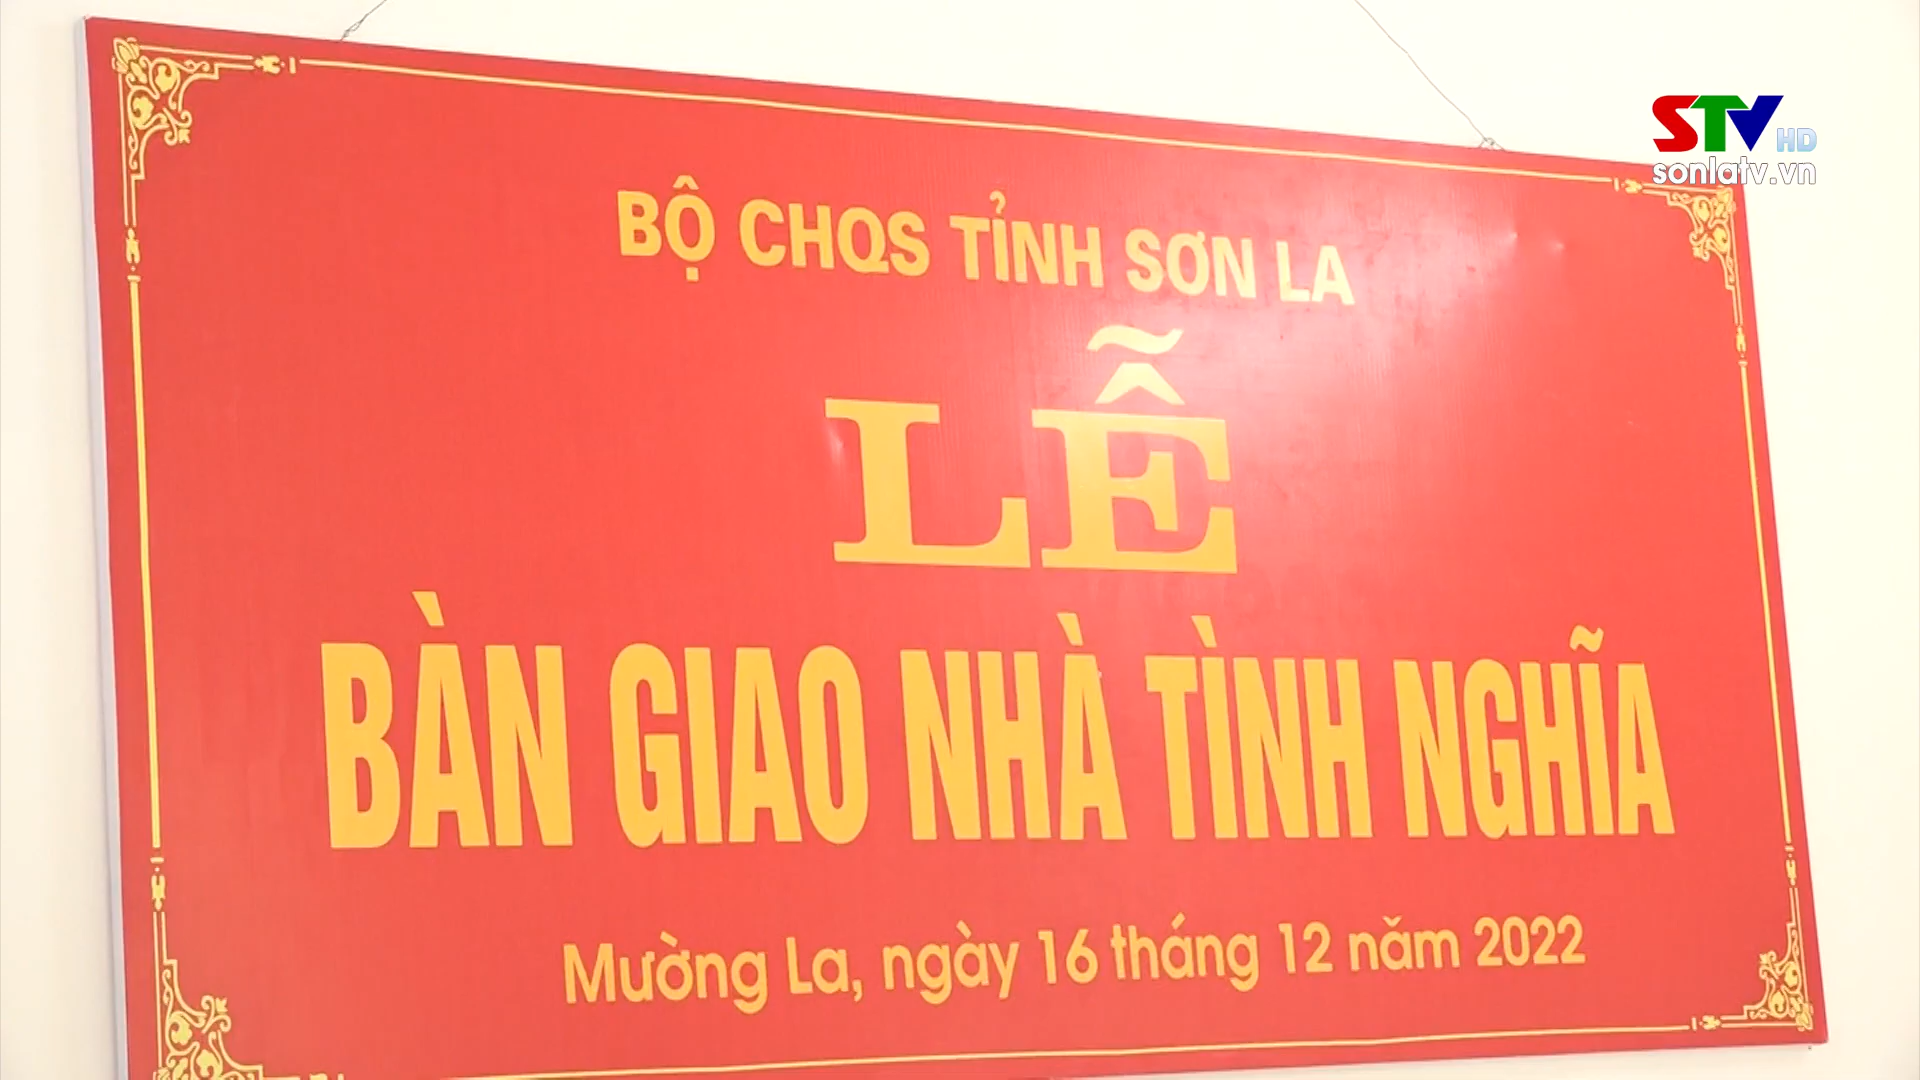 STV HD
sonlatv.vn
BỘ CHQS TỈNH SƠN LA
LỄ
BÀN GIAO NHÀ TÌNH NGHĨA
Mường La, ngày 16 tháng 12 năm 2022